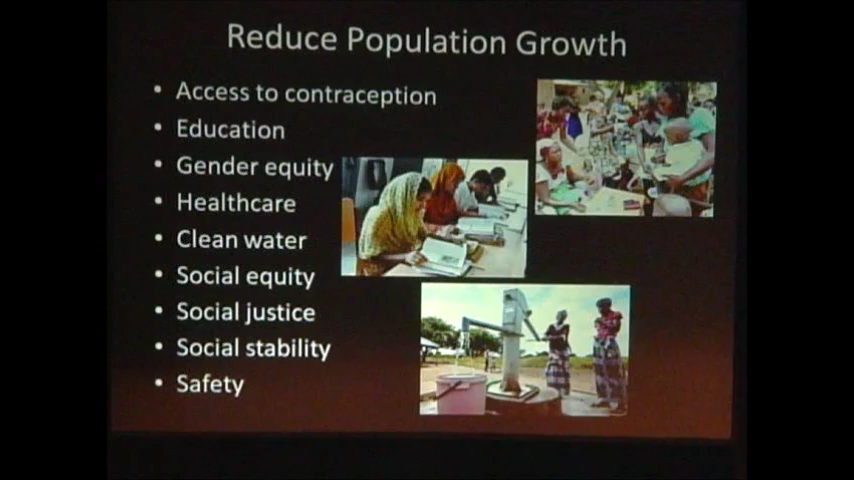 Reduce Population Growth
• Access to contraception
• Education
• Gender equity
• Healthcare
• Clean water
• Social equity
• Social justice
• Social stability
• Safety